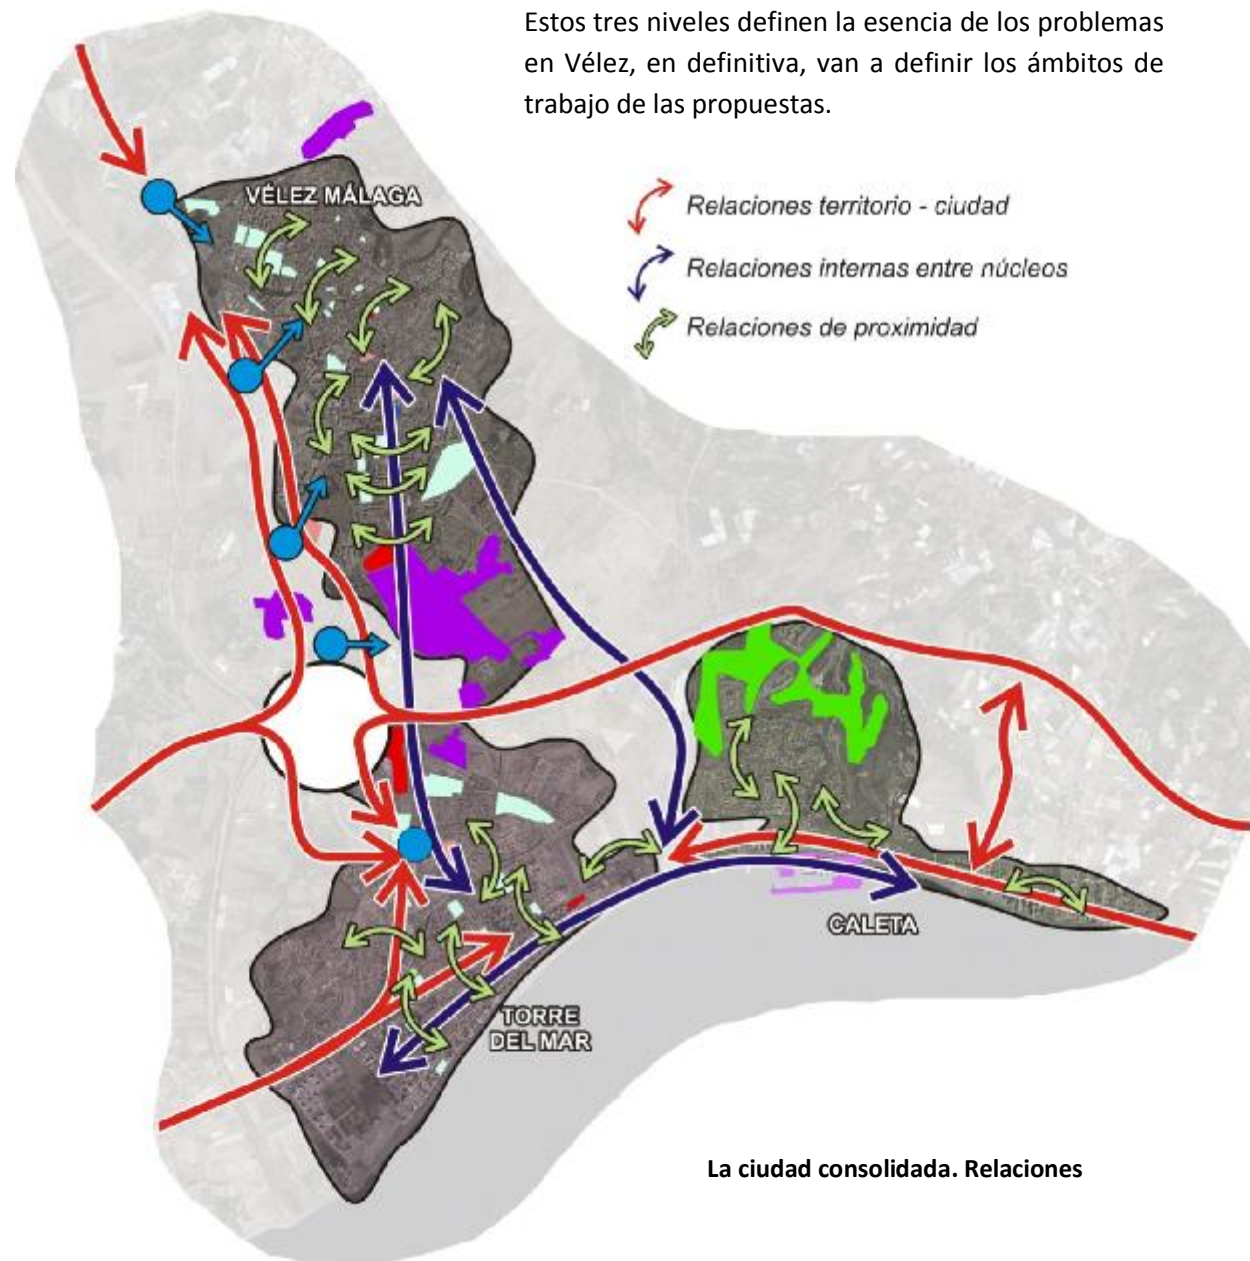 Estos tres niveles definen la esencia de los problemas
en Vélez, en definitiva, van a definir los ámbitos de
trabajo de las propuestas.
VÉLEZ MÁLAGA
Relaciones territorio - ciudad
Relaciones internas entre núcleos
Relaciones de proximidad
CALETA
TORRE
DEL MAR
La ciudad consolidada. Relaciones